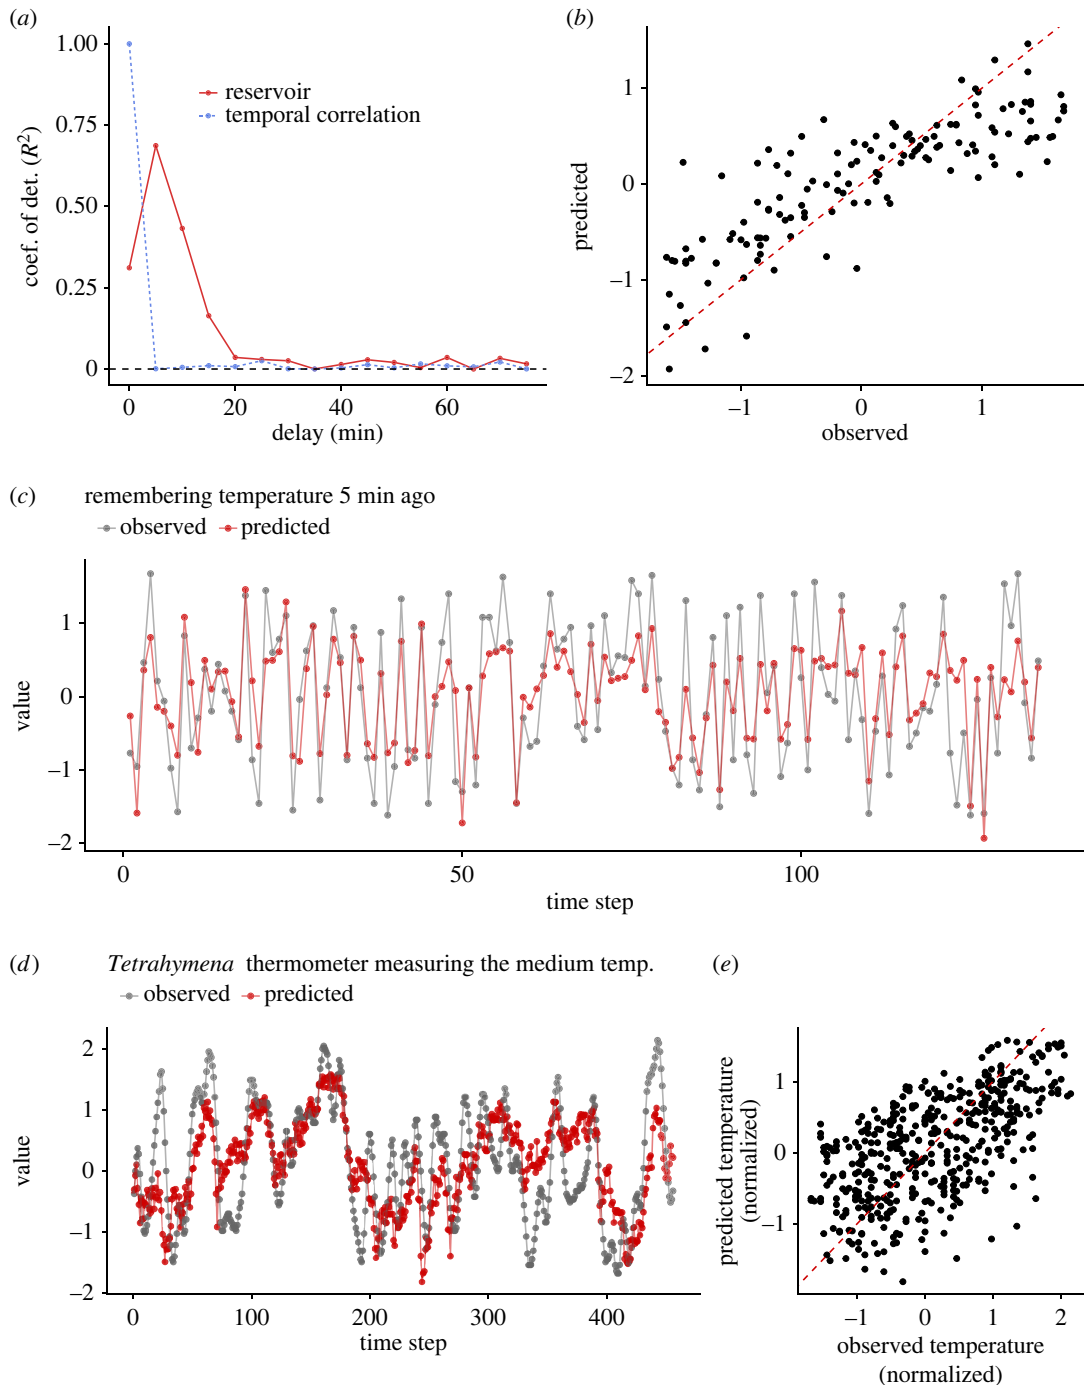 (a)
1.00
0.75
0.50
0.25
0
coef. of det. (R²)
reservoir
temporal correlation
0 20 40 60
delay (min)
(b)
1
0
–1
–2
predicted
–1 0 1
observed
(c) remembering temperature 5 min ago
observed predicted
1
0
–1
–2
value
0 50 100
time step
(d) Tetrahymena thermometer measuring the medium temp.
observed predicted
2
1
0
–1
–2
value
0 100 200 300 400
time step
(e)
1
0
–1
predicted temperature
(normalized)
–1 0 1 2
observed temperature
(normalized)